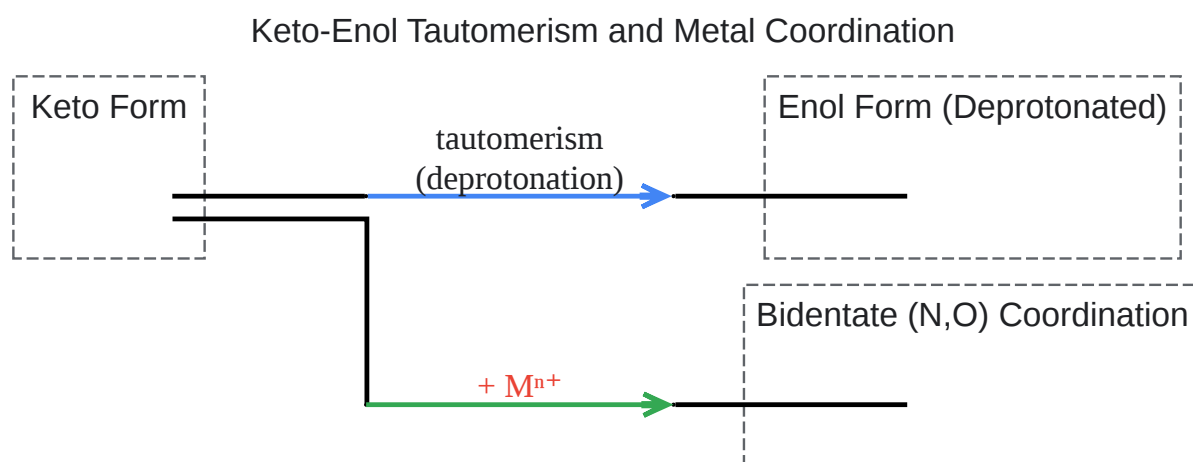 Keto-Enol Tautomerism and Metal Coordination
Keto Form
tautomerism
(deprotonation)
Enol Form (Deprotonated)
Bidentate (N,O) Coordination
+ Mⁿ⁺